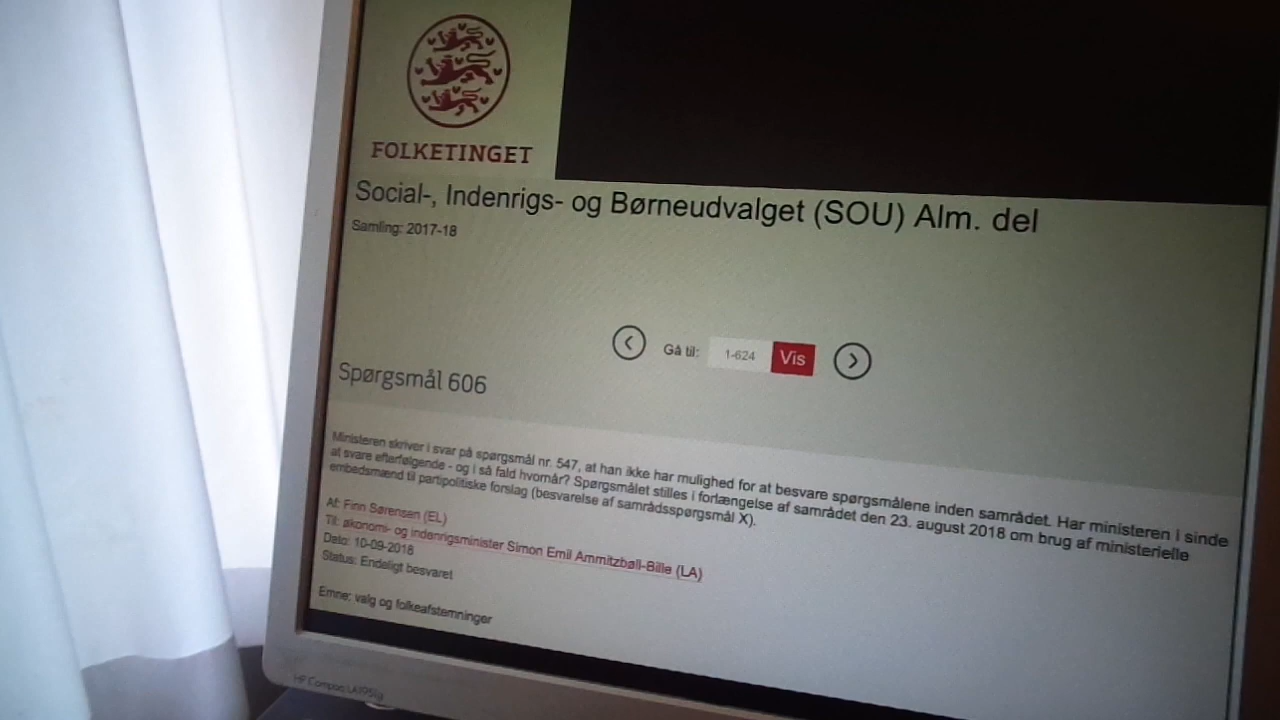 FOLKETINGET
Social-, Indenrigs- og Børneudvalget (SOU) Alm. del
Samling: 2017-18
Gå til: 1-624 Vis
Spørgsmål 606
Ministeren skriver i svar på spørgsmål nr. 547, at han ikke har mulighed for at besvare spørgsmålene inden samrådet. Har ministeren i sinde
at svare efterfølgende - og i så fald hvornår? Spørgsmålet stilles i forlængelse af samrådet den 23. august 2018 om brug af ministerielle
embedsmænd til partipolitiske forslag (besvarelse af samrådsspørgsmål X).
Af: Finn Sørensen (EL)
Til: økonomi- og indenrigsminister Simon Emil Ammitzbøll-Bille (LA)
Dato: 10-09-2018
Status: Endeligt besvaret
Emne: valg og folkeafstemninger
HP Compaq LA1951g